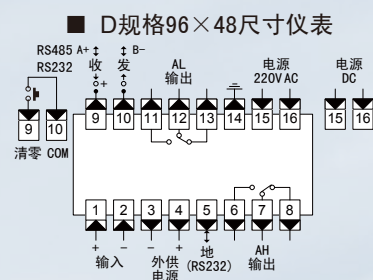 ■ D规格96×48尺寸仪表
RS485 A+ B-
RS232 收 发 AL 输出 电源 220V AC 电源 DC
+
9 10 9 10 11 12 13 14 15 16 15 16
清零 COM
1 2 3 4 5 6 7 8
+ - - +
输入 外供电源 地 (RS232) AH 输出